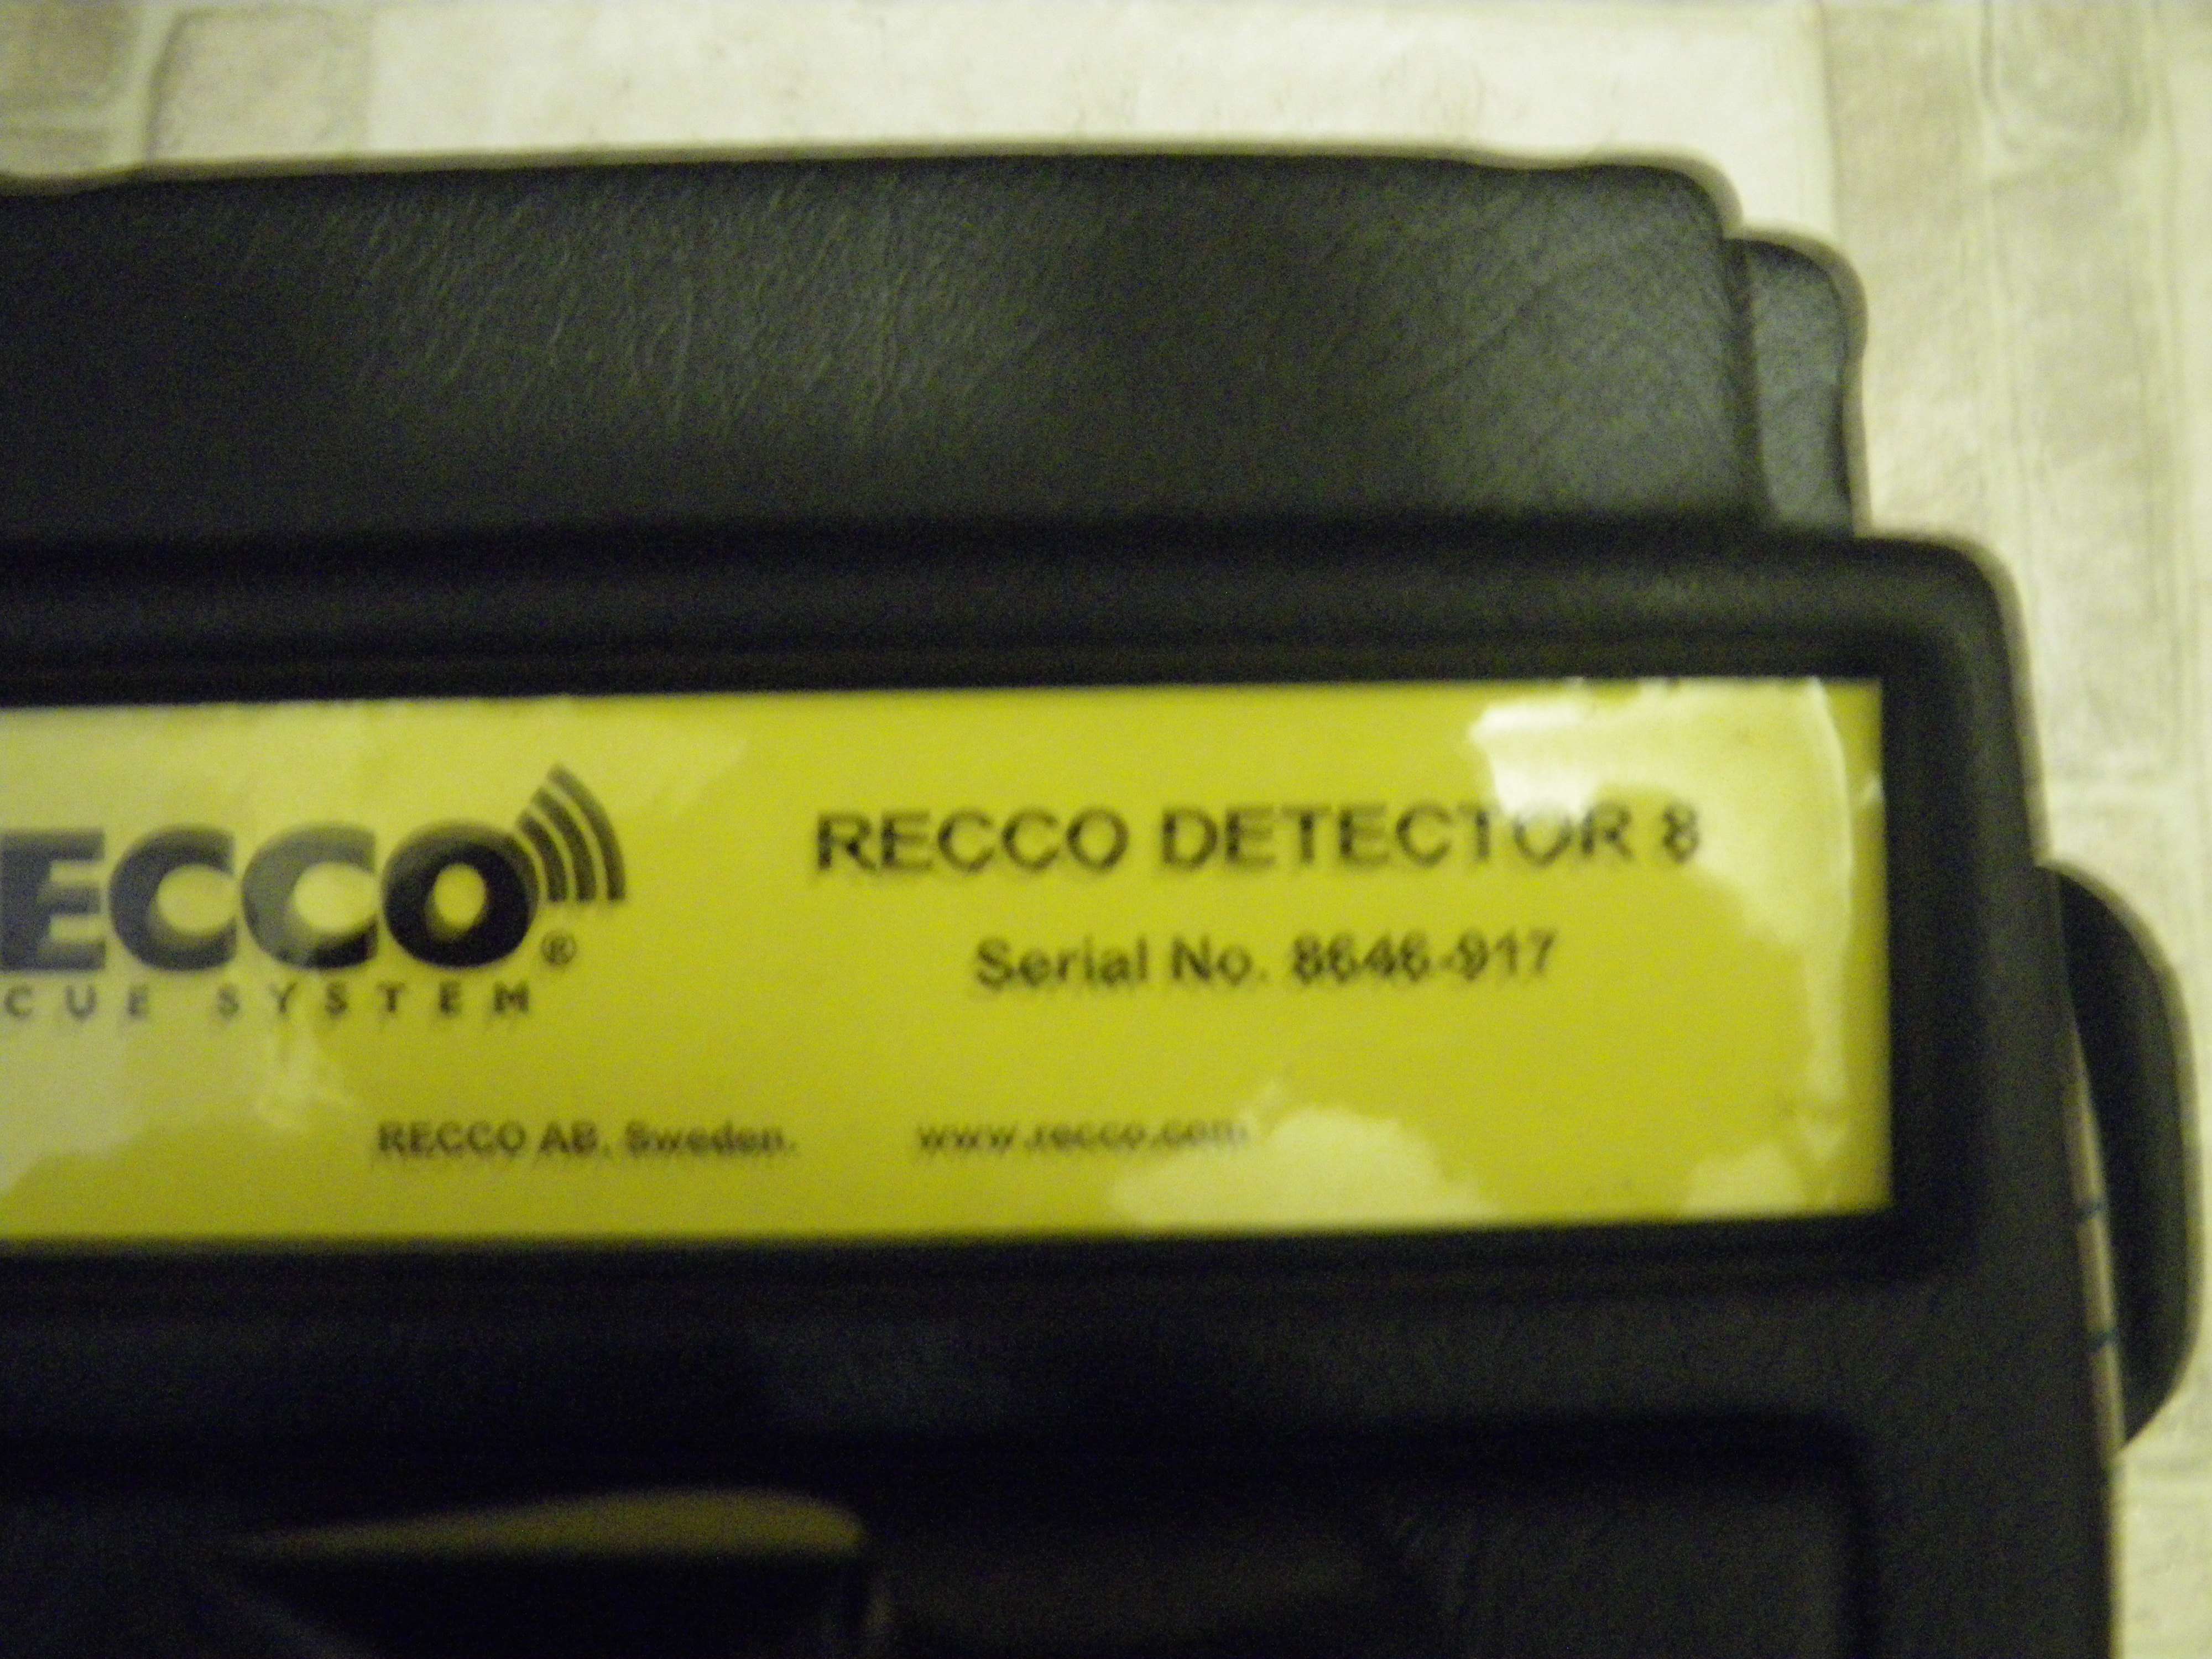 ECCO®
CUE SYSTEM
RECCO DETECTOR 8
Serial No. 8646-917
RECCO AB, Sweden.
www.recco.com